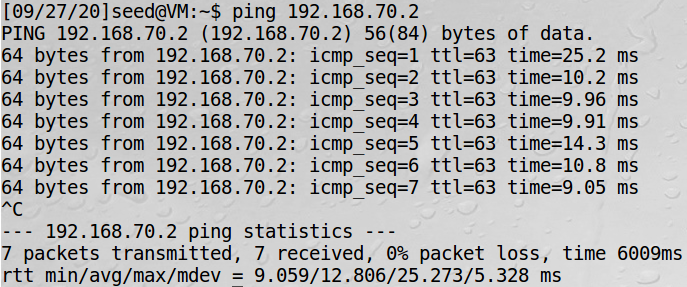 [09/27/20]seed@VM:~$ ping 192.168.70.2
PING 192.168.70.2 (192.168.70.2) 56(84) bytes of data.
64 bytes from 192.168.70.2: icmp_seq=1 ttl=63 time=25.2 ms
64 bytes from 192.168.70.2: icmp_seq=2 ttl=63 time=10.2 ms
64 bytes from 192.168.70.2: icmp_seq=3 ttl=63 time=9.96 ms
64 bytes from 192.168.70.2: icmp_seq=4 ttl=63 time=9.91 ms
64 bytes from 192.168.70.2: icmp_seq=5 ttl=63 time=14.3 ms
64 bytes from 192.168.70.2: icmp_seq=6 ttl=63 time=10.8 ms
64 bytes from 192.168.70.2: icmp_seq=7 ttl=63 time=9.05 ms
^C
--- 192.168.70.2 ping statistics ---
7 packets transmitted, 7 received, 0% packet loss, time 6009ms
rtt min/avg/max/mdev = 9.059/12.806/25.273/5.328 ms